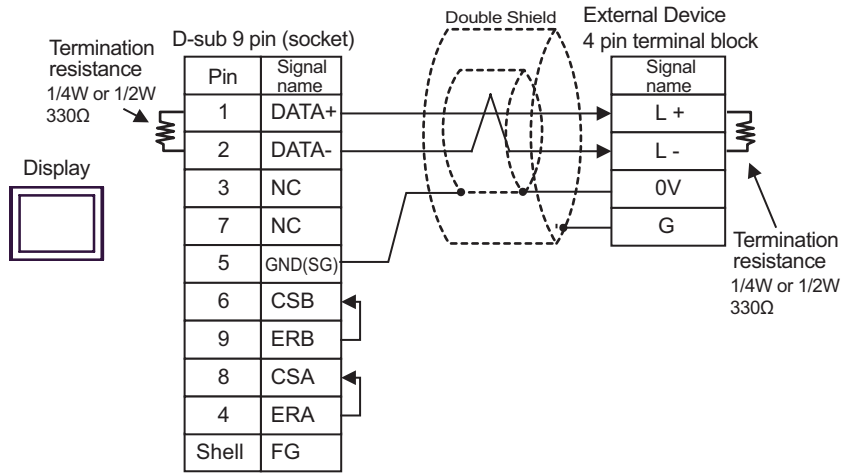 Double Shield
External Device
4 pin terminal block
D-sub 9 pin (socket)
Termination
resistance
1/4W or 1/2W
330Ω
Display
Pin
Signal
name
1
DATA+
2
DATA-
3
NC
7
NC
5
GND(SG)
6
CSB
9
ERB
8
CSA
4
ERA
Shell
FG
Signal
name
L +
L -
0V
G
Termination
resistance
1/4W or 1/2W
330Ω